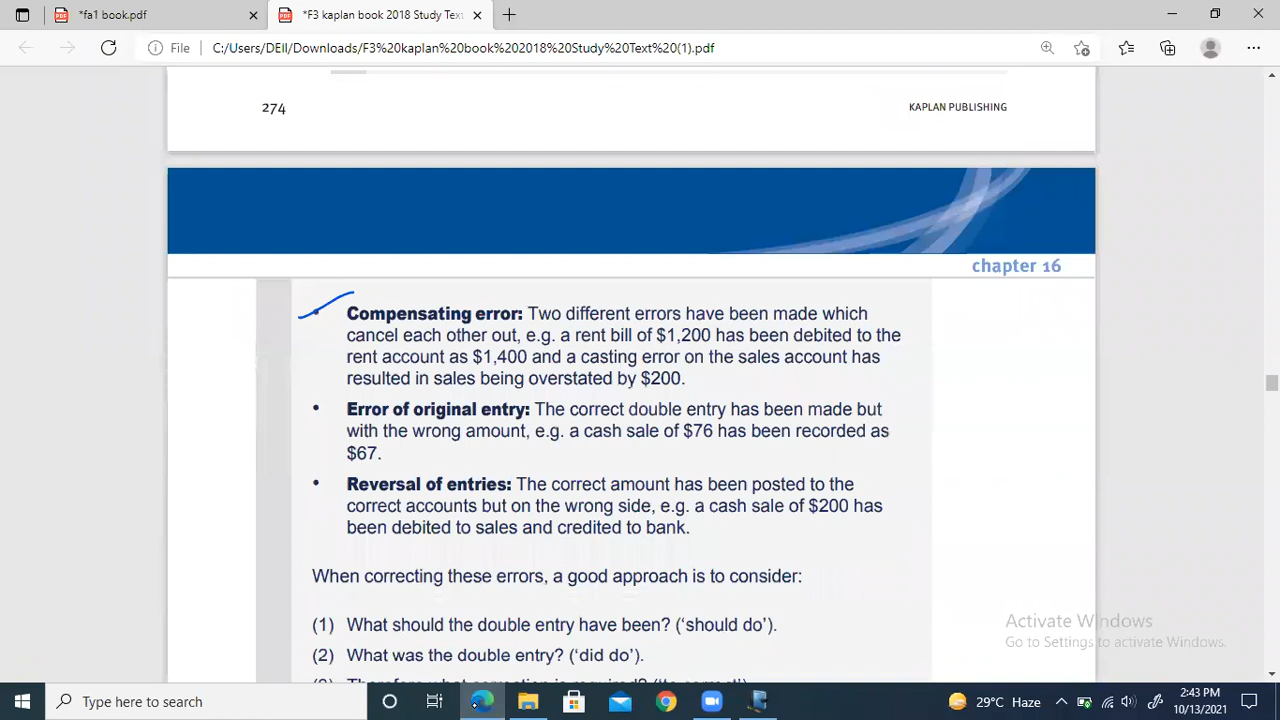 *fa1 book.pdf
*F3 kaplan book 2018 Study Text
File
C:/Users/DEll/Downloads/F3%20kaplan%20book%202018%20Study%20Text%20(1).pdf
274
KAPLAN PUBLISHING
chapter 16
• Compensating error: Two different errors have been made which
cancel each other out, e.g. a rent bill of $1,200 has been debited to the
rent account as $1,400 and a casting error on the sales account has
resulted in sales being overstated by $200.
• Error of original entry: The correct double entry has been made but
with the wrong amount, e.g. a cash sale of $76 has been recorded as
$67.
• Reversal of entries: The correct amount has been posted to the
correct accounts but on the wrong side, e.g. a cash sale of $200 has
been debited to sales and credited to bank.
When correcting these errors, a good approach is to consider:
(1) What should the double entry have been? (‘should do’).
(2) What was the double entry? (‘did do’).
(3) Therefore what correction is required? (‘to correct’)
Activate Windows
Go to Settings to activate Windows.
Type here to search
29°C Haze
2:43 PM
10/13/2021